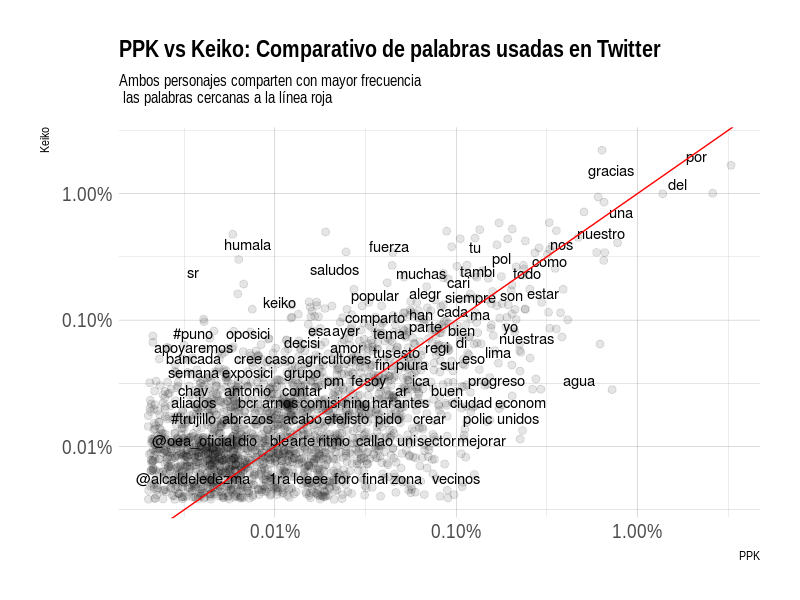 PPK vs Keiko: Comparativo de palabras usadas en Twitter
Ambos personajes comparten con mayor frecuencia
las palabras cercanas a la línea roja
Keiko
por
gracias
del
1.00%
una
nuestro
humala fuerza tu nos
pol como
sr saludos muchas tambi todo
cari
popular alegr siempre son estar
keiko
comparto han cada ma
0.10%
#puno oposici esa ayer tema parte bien yo
decisi di nuestras
apoyaremos amor tus esto regi lima
bancada cree caso agricultores eso
fin piura sur
semana exposici grupo
pm fe soy ica progreso agua
chav antonio contar ar buen
aliados bcr arnos comisi ning har antes ciudad econom
#trujillo abrazos acabo etelisto pido crear polic unidos
@oea_oficial dio ble arte ritmo callao uni sector mejorar
0.01%
@alcaldeledezma 1ra leeee foro final zona vecinos
0.01% 0.10% 1.00%
PPK